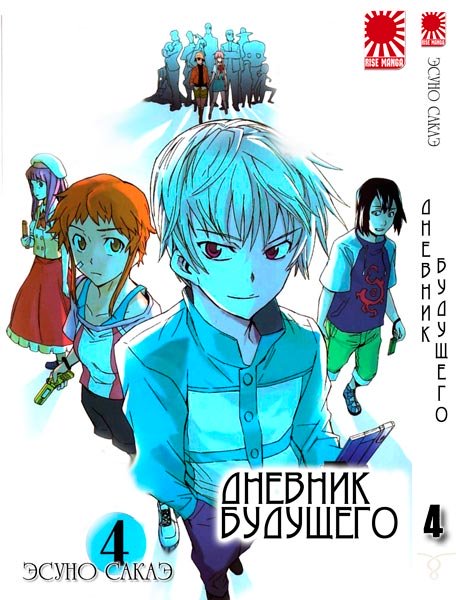 RISE MANGA
ДНЕВНИК
БУДУЩЕГО
4
ЭСУНО САКАЭ
RISE MANGA
ЭСУНО САКАЭ
ДНЕВНИК
БУДУЩЕГО
4